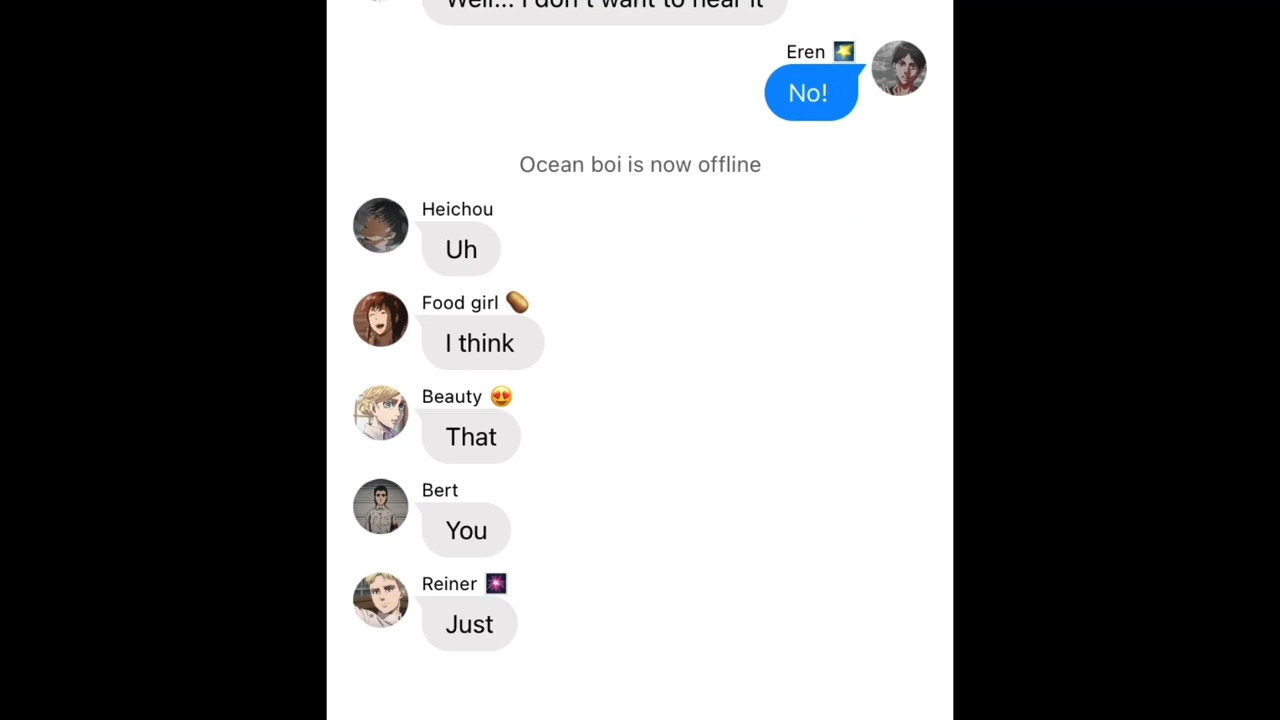 Well... I don't want to hear it
Eren 🌟
No!
Ocean boi is now offline
Heichou
Uh
Food girl 🥔
I think
Beauty 😍
That
Bert
You
Reiner 🎆
Just